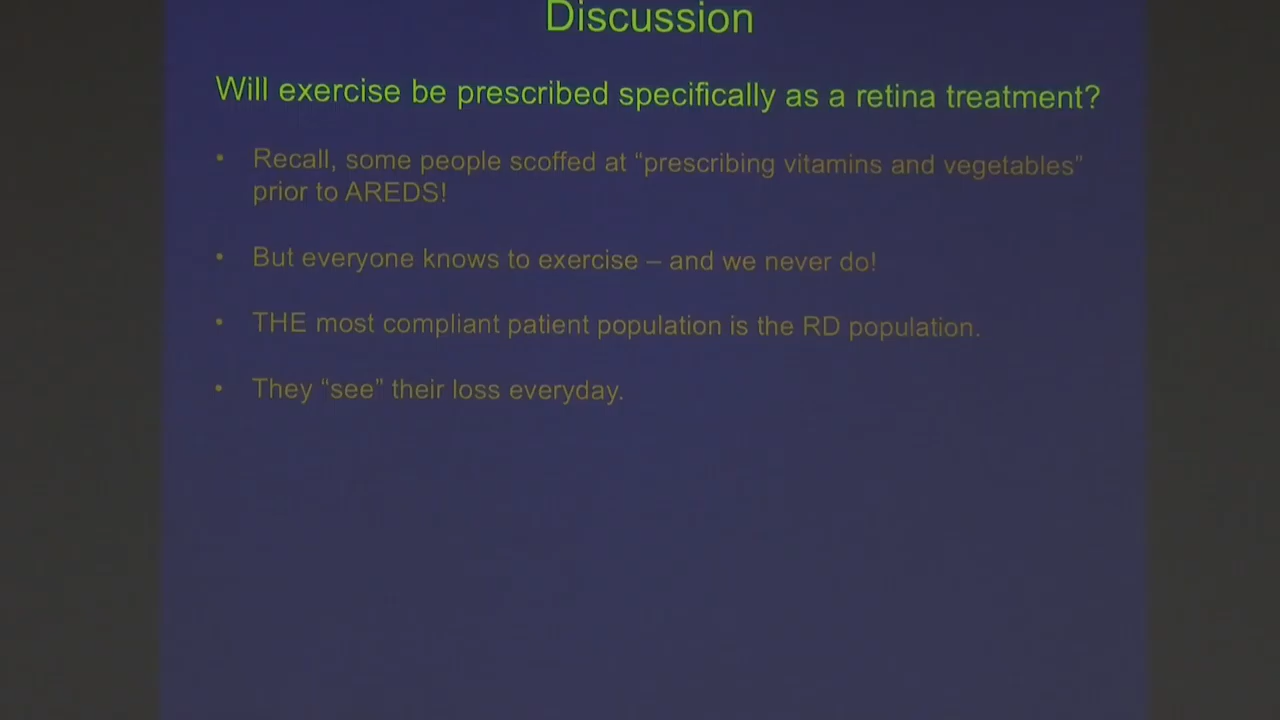 Discussion
Will exercise be prescribed specifically as a retina treatment?
• Recall, some people scoffed at “prescribing vitamins and vegetables”
prior to AREDS!
• But everyone knows to exercise – and we never do!
• THE most compliant patient population is the RD population.
• They “see” their loss everyday.